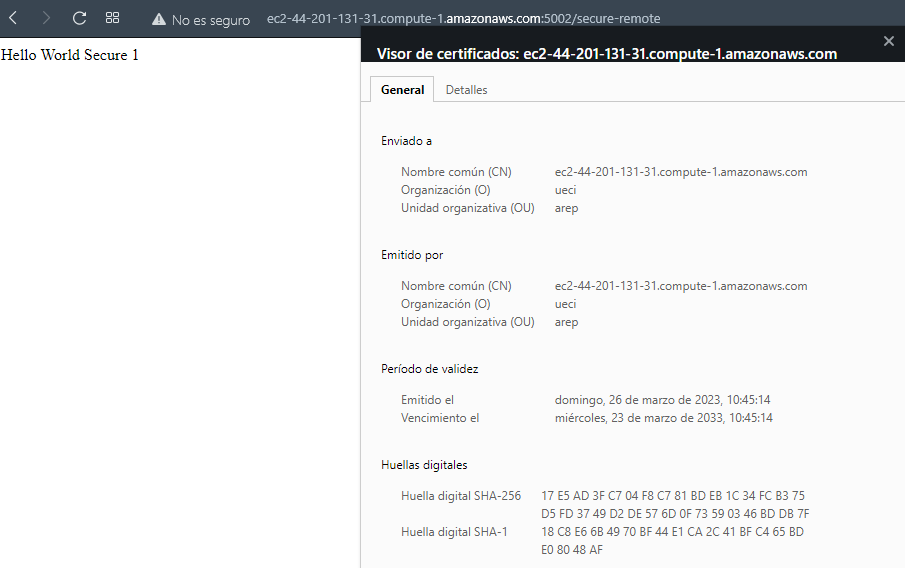 No es seguro ec2-44-201-131-31.compute-1.amazonaws.com:5002/secure-remote
Hello World Secure 1
Visor de certificados: ec2-44-201-131-31.compute-1.amazonaws.com
General Detalles
Enviado a
Nombre común (CN) ec2-44-201-131-31.compute-1.amazonaws.com
Organización (O) ueci
Unidad organizativa (OU) arep
Emitido por
Nombre común (CN) ec2-44-201-131-31.compute-1.amazonaws.com
Organización (O) ueci
Unidad organizativa (OU) arep
Período de validez
Emitido el domingo, 26 de marzo de 2023, 10:45:14
Vencimiento el miércoles, 23 de marzo de 2033, 10:45:14
Huellas digitales
Huella digital SHA-256 17 E5 AD 3F C7 04 F8 C7 81 BD EB 1C 34 FC B3 75
D5 FD 37 49 D2 DE 57 6D 0F 73 59 03 46 BD DB 7F
Huella digital SHA-1 18 C8 E6 6B 49 70 BF 44 E1 CA 2C 41 BF C4 65 BD
E0 80 48 AF